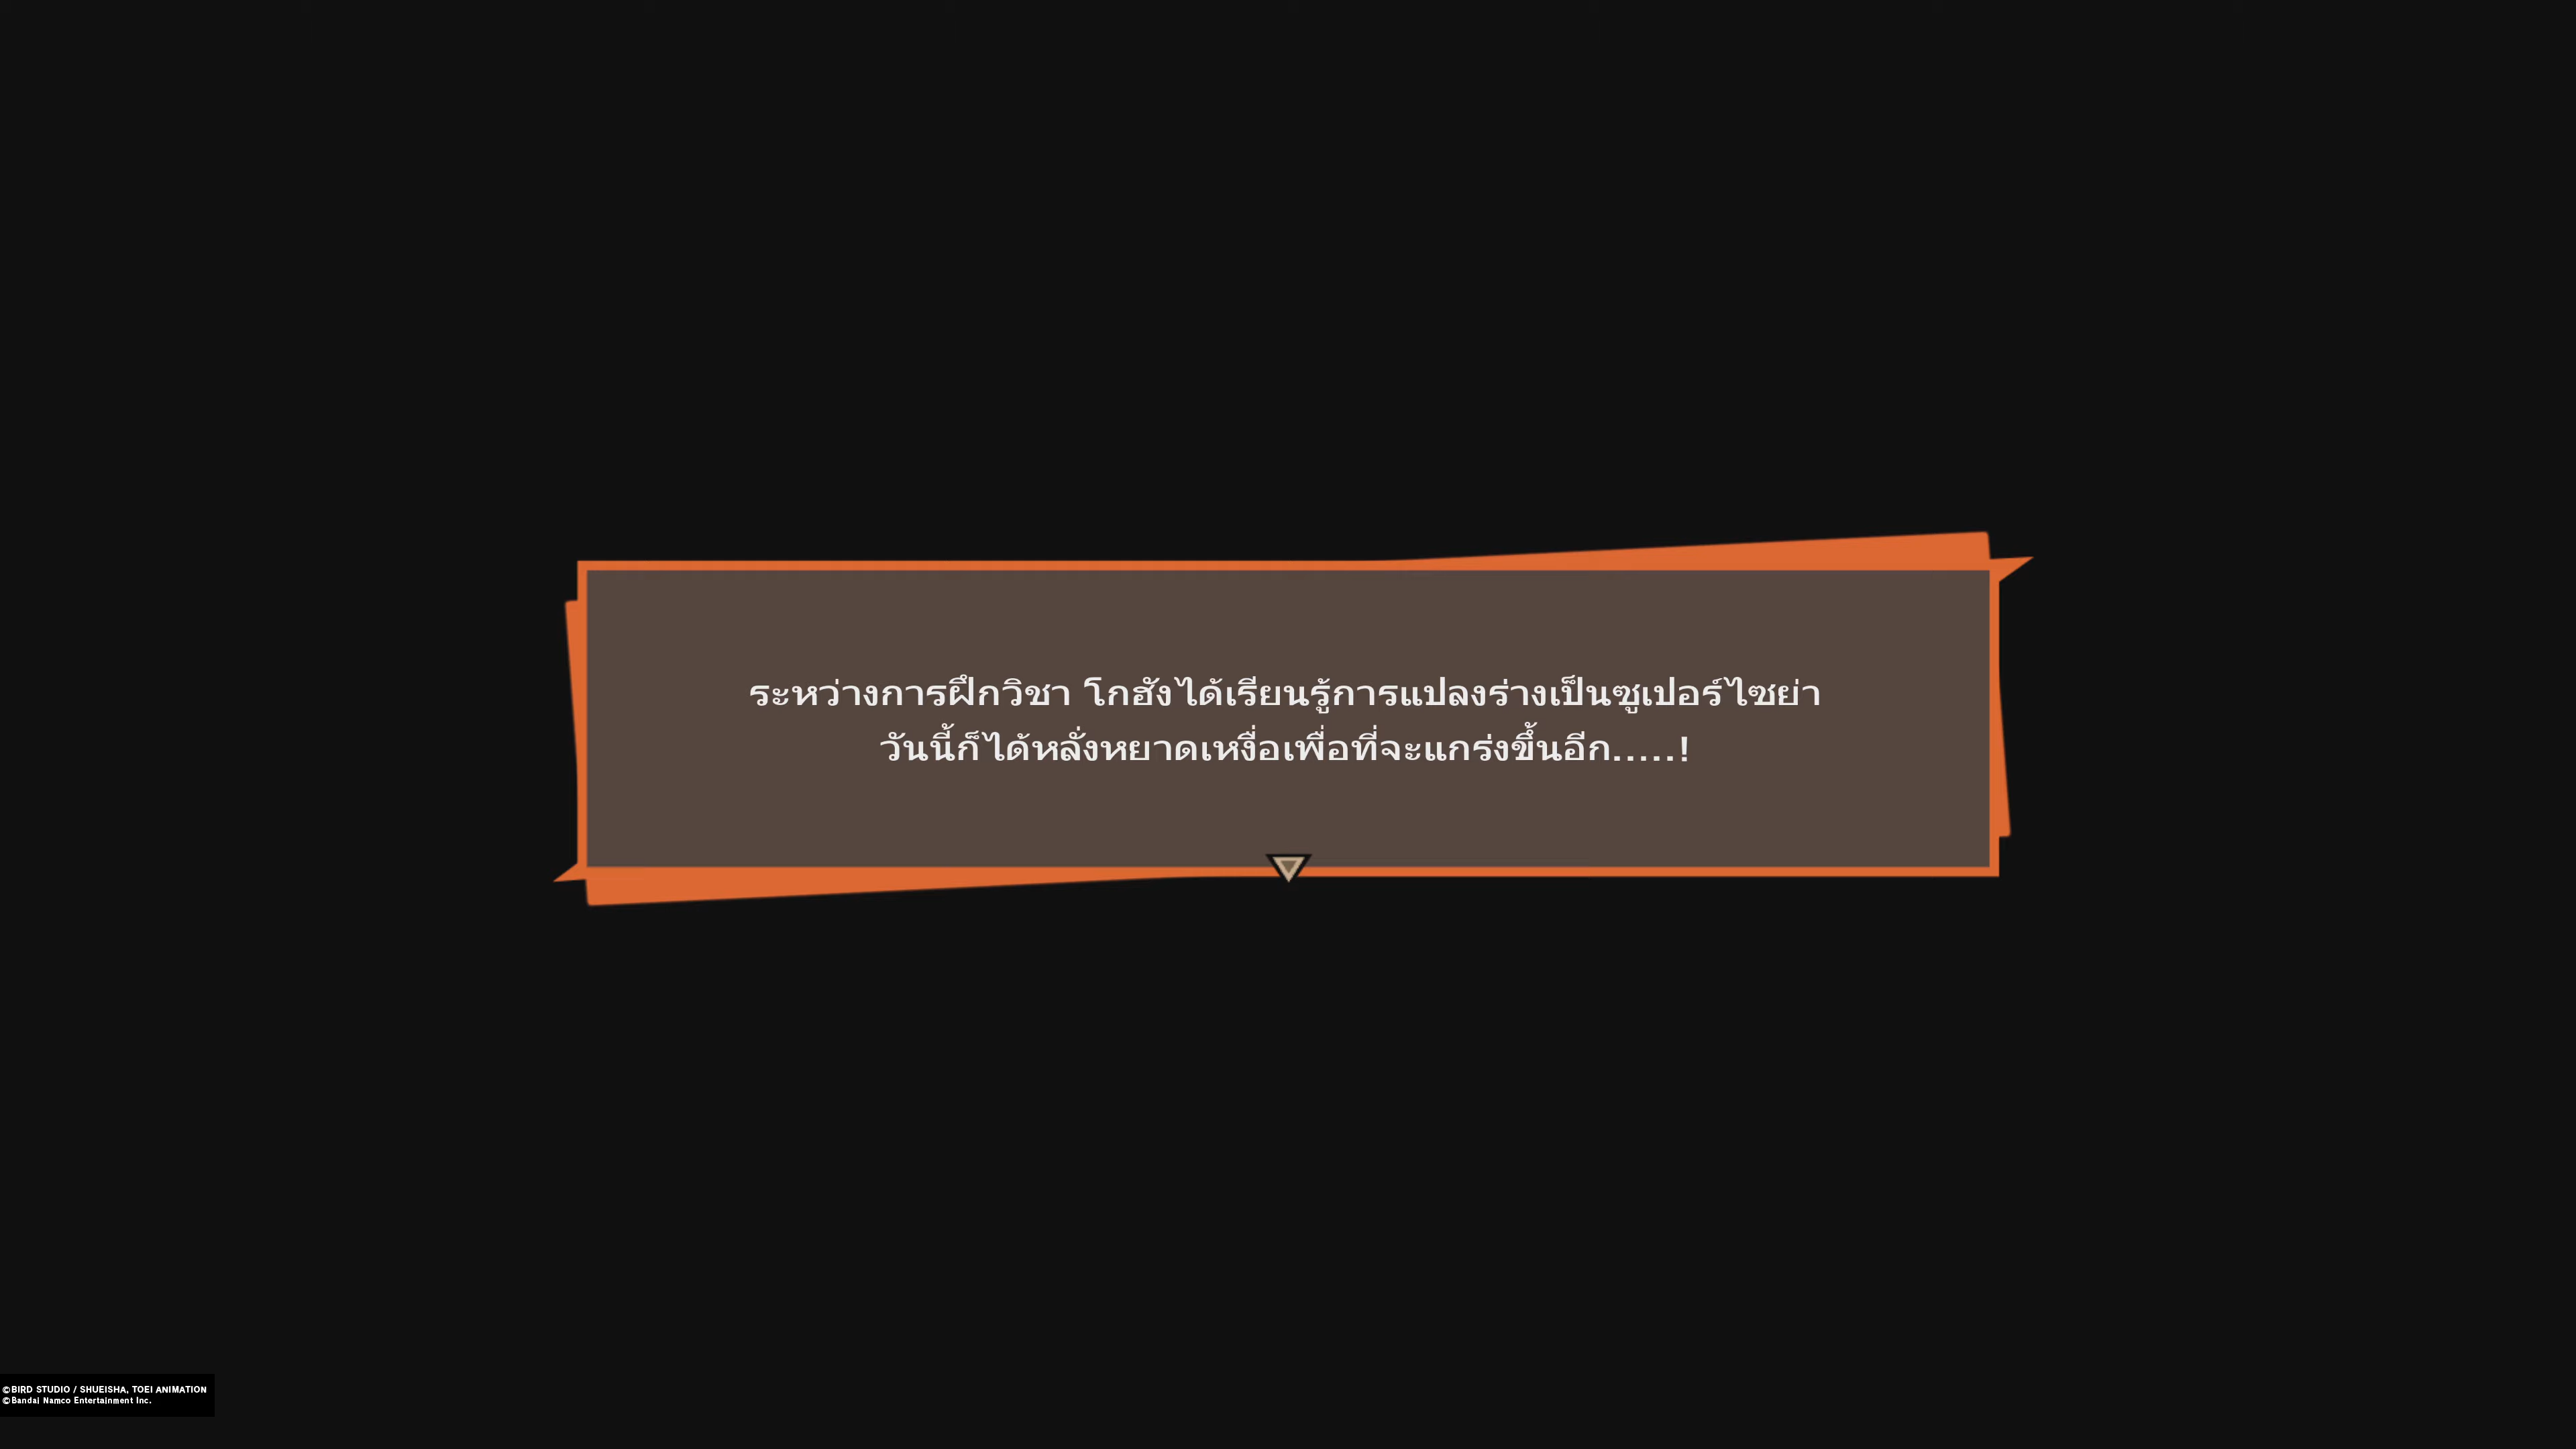 ระหว่างการฝึกวิชา โกฮังได้เรียนรู้การแปลงร่างเป็นซูเปอร์ไซย่า
วันนี้ก็ได้หลั่งหยาดเหงื่อเพื่อที่จะแกร่งขึ้นอีก.....!
©BIRD STUDIO / SHUEISHA, TOEI ANIMATION
©Bandai Namco Entertainment Inc.